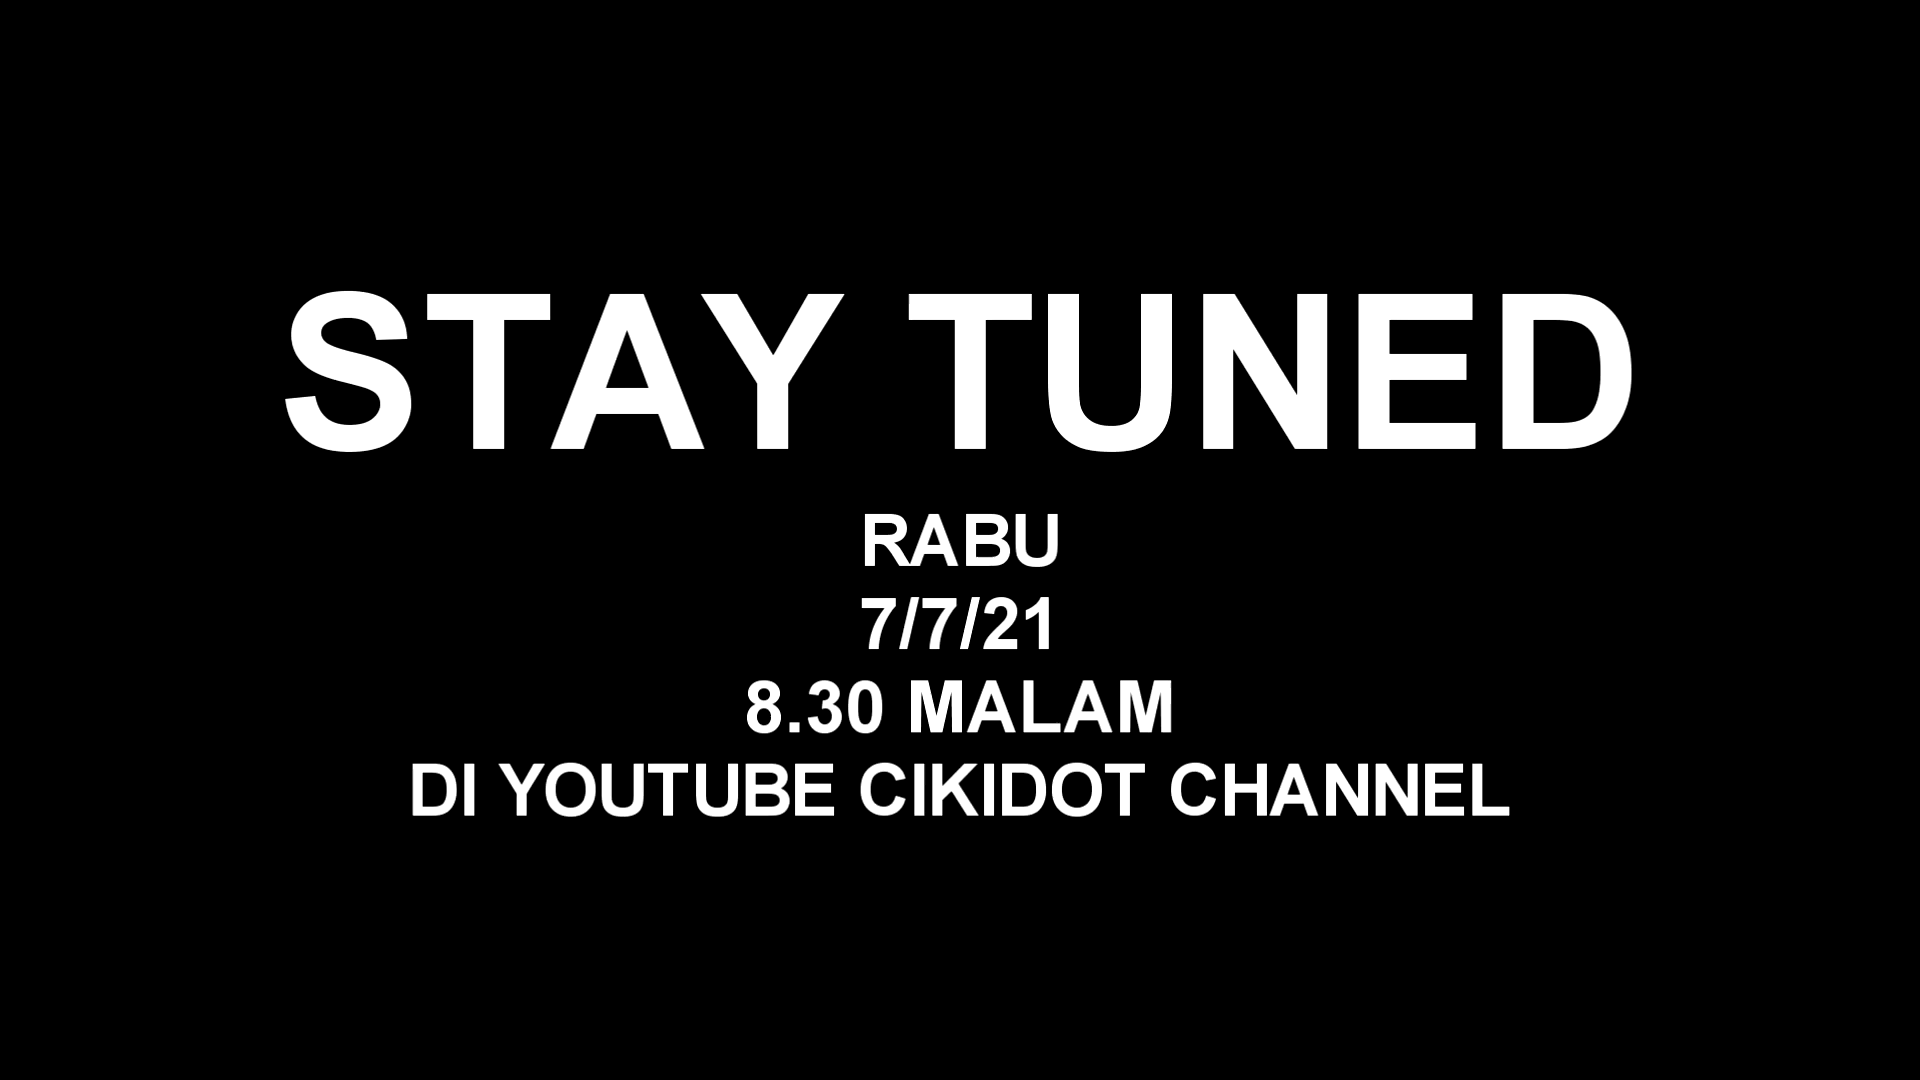 STAY TUNED
RABU
7/7/21
8.30 MALAM
DI YOUTUBE CIKIDOT CHANNEL